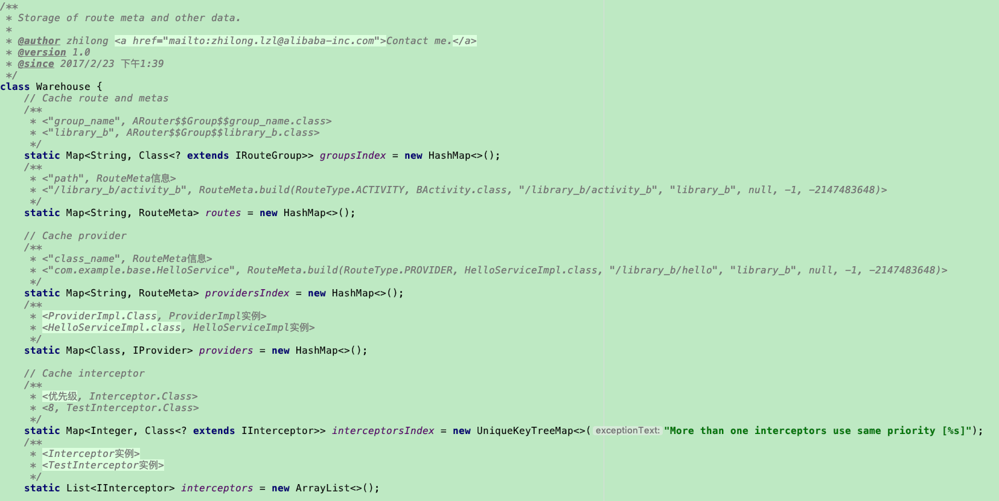 /**
 * Storage of route meta and other data.
 *
 * @author zhilong <a href="mailto:zhilong.lzl@alibaba-inc.com">Contact me.</a>
 * @version 1.0
 * @since 2017/2/23 下午1:39
 */
class Warehouse {
    // Cache route and metas
    /**
     * <"group_name", ARouter$$Group$$group_name.class>
     * <"library_b", ARouter$$Group$$library_b.class>
     */
    static Map<String, Class<? extends IRouteGroup>> groupsIndex = new HashMap<>();
    /**
     * <"path", RouteMeta信息>
     * <"/library_b/activity_b", RouteMeta.build(RouteType.ACTIVITY, BActivity.class, "/library_b/activity_b", "library_b", null, -1, -2147483648)>
     */
    static Map<String, RouteMeta> routes = new HashMap<>();

    // Cache provider
    /**
     * <"class_name", RouteMeta信息>
     * <"com.example.base.HelloService", RouteMeta.build(RouteType.PROVIDER, HelloServiceImpl.class, "/library_b/hello", "library_b", null, -1, -2147483648)>
     */
    static Map<String, RouteMeta> providersIndex = new HashMap<>();
    /**
     * <ProviderImpl.Class, ProviderImpl实例>
     * <HelloServiceImpl.class, HelloServiceImpl实例>
     */
    static Map<Class, IProvider> providers = new HashMap<>();

    // Cache interceptor
    /**
     * <优先级, Interceptor.Class>
     * <8, TestInterceptor.Class>
     */
    static Map<Integer, Class<? extends IInterceptor>> interceptorsIndex = new UniqueKeyTreeMap<>( exceptionText: "More than one interceptors use same priority [%s]");
    /**
     * <Interceptor实例>
     * <TestInterceptor实例>
     */
    static List<IInterceptor> interceptors = new ArrayList<>();